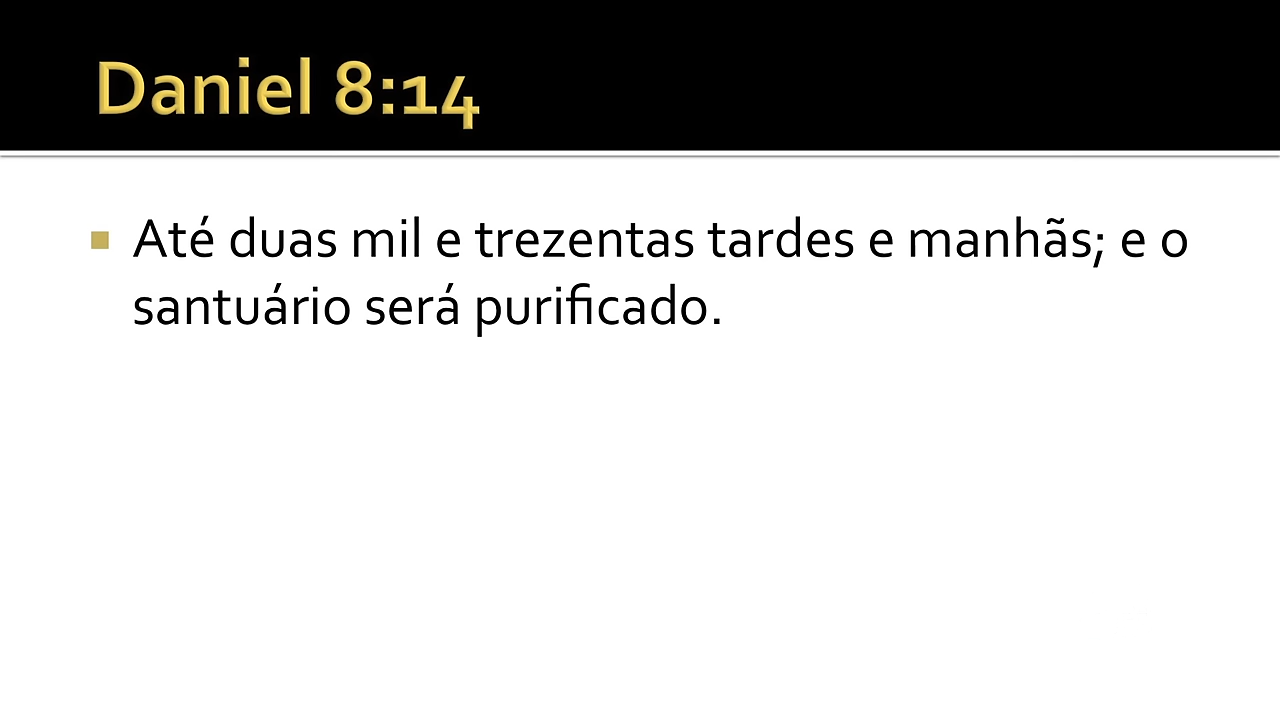 Daniel 8:14
Até duas mil e trezentas tardes e manhãs; e o
santuário será purificado.